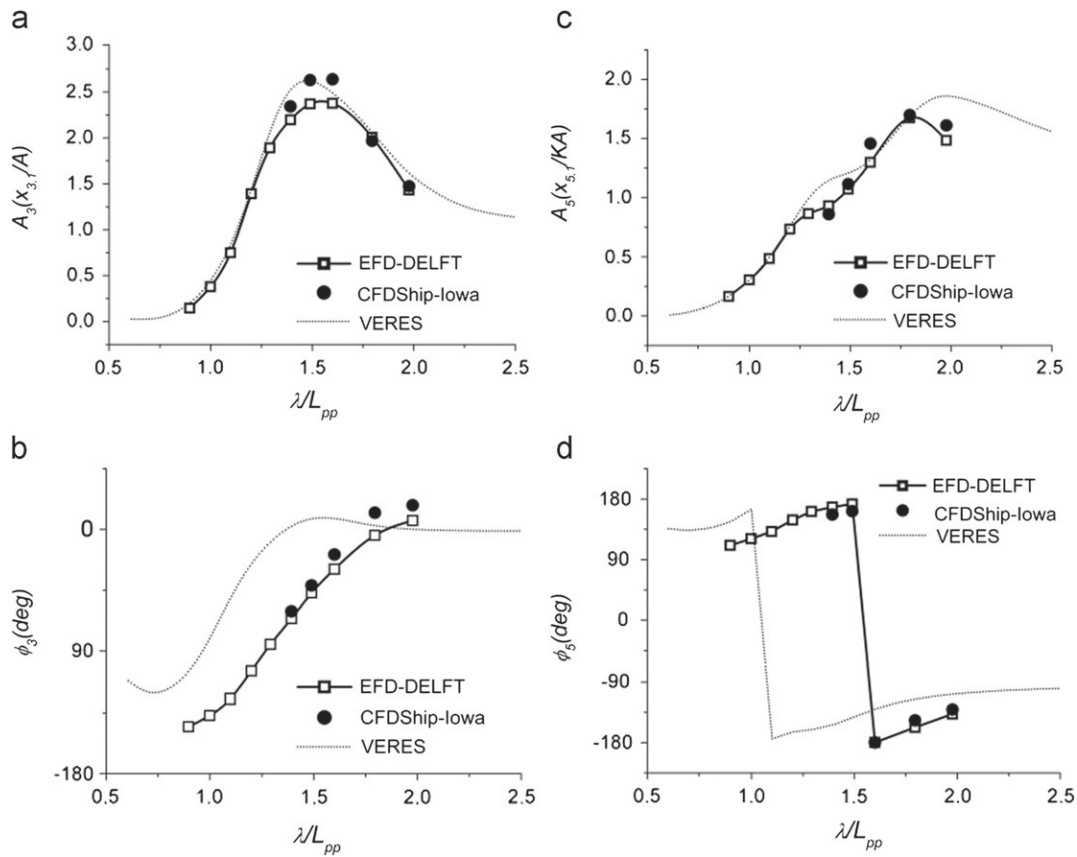 a
A3(x3.1/A)
3.0
2.5
2.0
1.5
1.0
0.5
0.0
EFD-DELFT
CFDShip-Iowa
VERES
0.5 1.0 1.5 2.0 2.5
λ/Lpp
c
A5(x5.1/KA)
2.0
1.5
1.0
0.5
0.0
EFD-DELFT
CFDShip-Iowa
VERES
0.5 1.0 1.5 2.0 2.5
λ/Lpp
b
ϕ3(deg)
0
90
-180
EFD-DELFT
CFDShip-Iowa
VERES
0.5 1.0 1.5 2.0 2.5
λ/Lpp
d
ϕ5(deg)
180
90
0
-90
-180
EFD-DELFT
CFDShip-Iowa
VERES
0.5 1.0 1.5 2.0 2.5
λ/Lpp